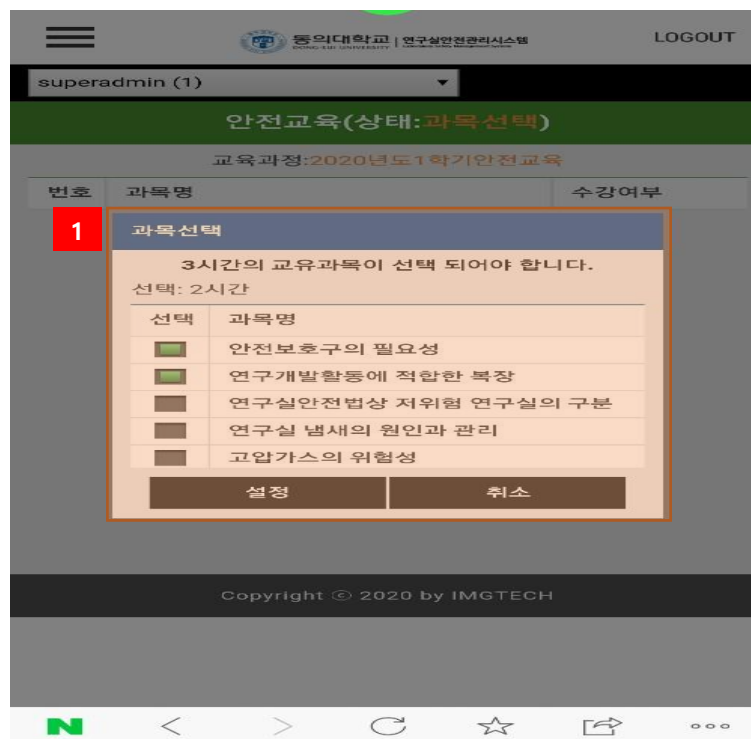 동의대학교 | 연구실안전관리시스템
DONG-EUI UNIVERSITY
LOGOUT
superadmin (1)
안전교육(상태:과목선택)
교육과정:2020년도1학기안전교육
번호 과목명 수강여부
1 과목선택
3시간의 교유과목이 선택 되어야 합니다.
선택: 2시간
선택 과목명
안전보호구의 필요성
연구개발활동에 적합한 복장
연구실안전법상 저위험 연구실의 구분
연구실 냄새의 원인과 관리
고압가스의 위험성
설정 취소
Copyright ⓒ 2020 by IMGTECH
N